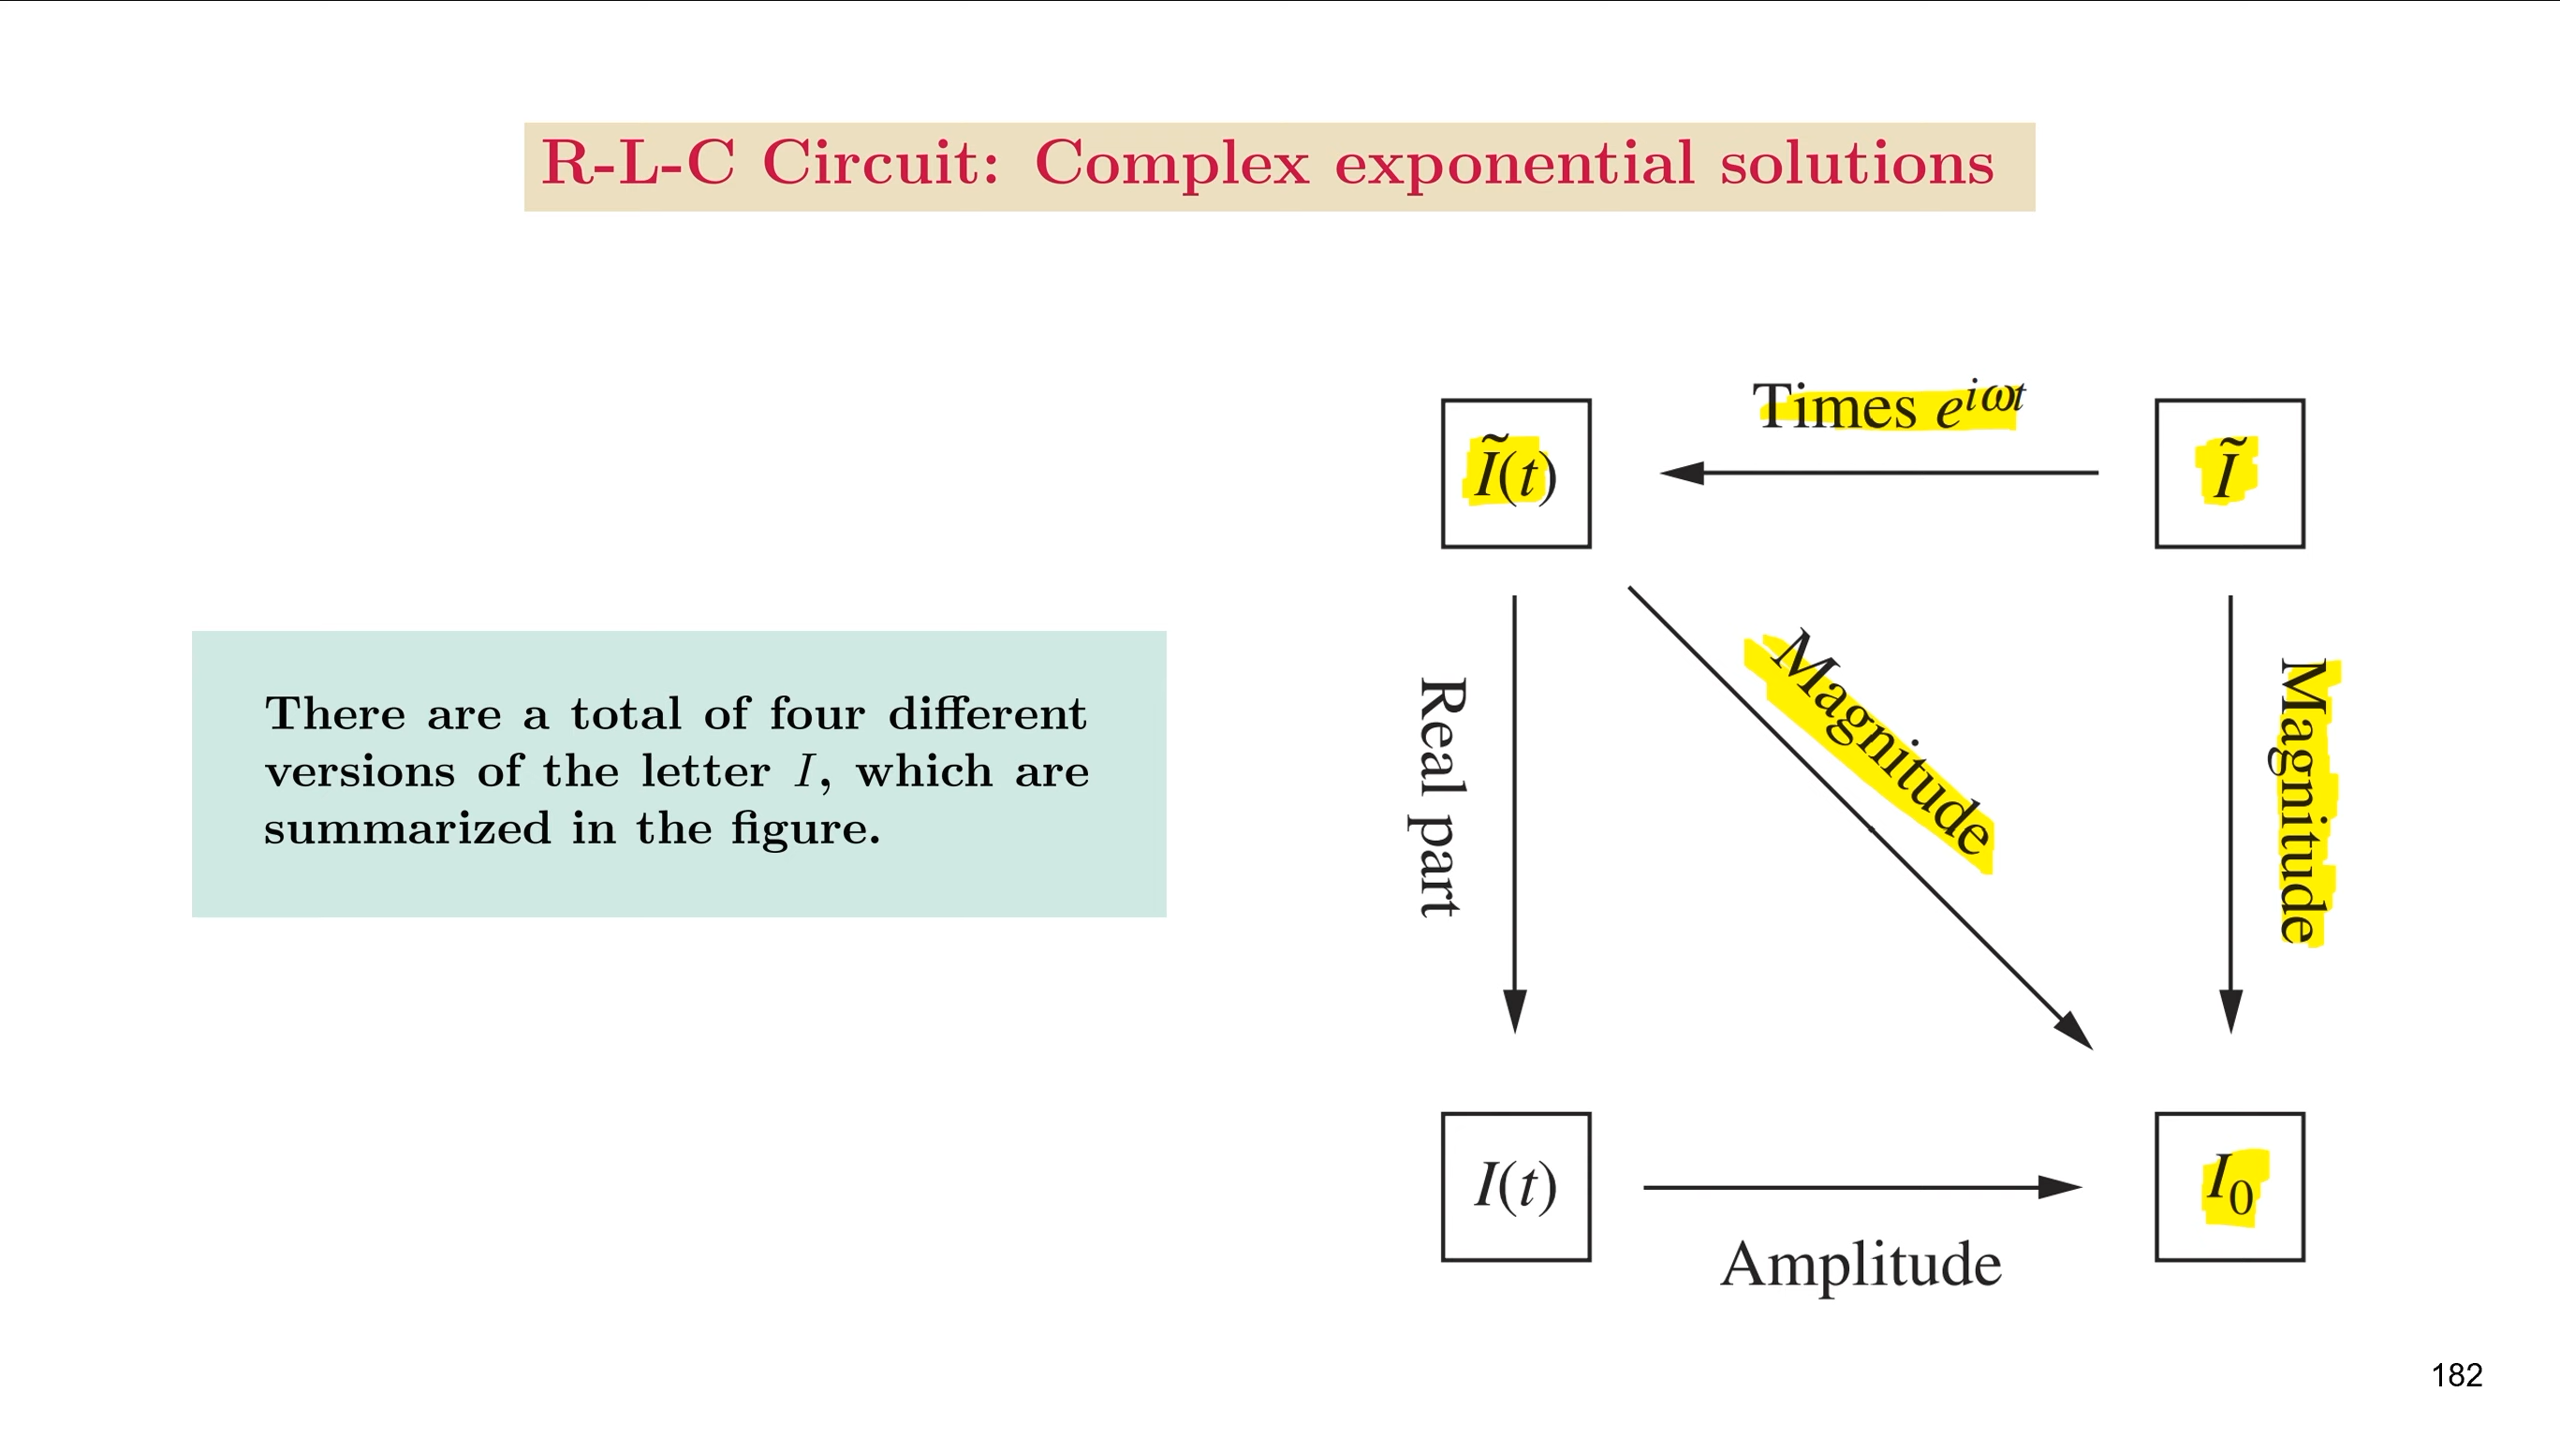 R-L-C Circuit: Complex exponential solutions
There are a total of four different
versions of the letter I, which are
summarized in the figure.
Times e^{iωt}
Ĩ(t)
Ĩ
Real part
Magnitude
Magnitude
I(t)
I₀
Amplitude
182